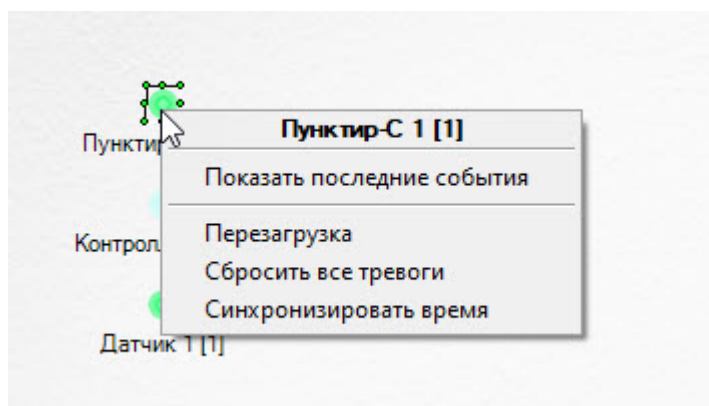 Пунктир-С 1 [1]
Показать последние события
Перезагрузка
Сбросить все тревоги
Синхронизировать время
Датчик 1 [1]